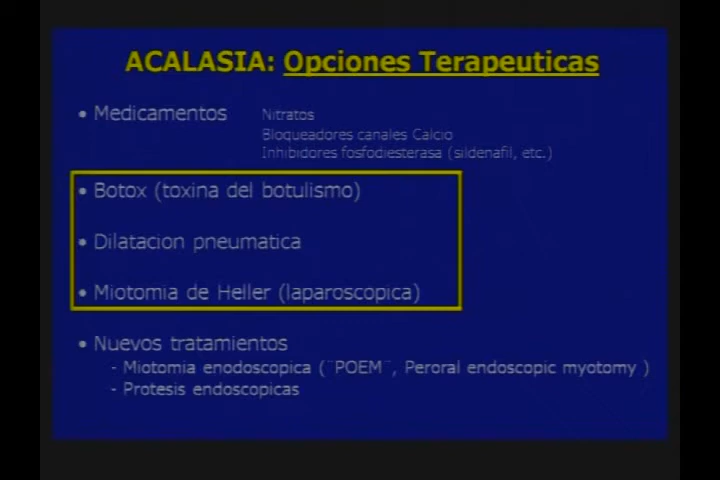 ACALASIA: Opciones Terapeuticas
• Medicamentos Nitratos
Bloqueadores canales Calcio
Inhibidores fosfodiesterasa (sildenafil, etc.)
• Botox (toxina del botulismo)
• Dilatacion pneumatica
• Miotomia de Heller (laparoscopica)
• Nuevos tratamientos
- Miotomia enodoscopica (¨POEM¨, Peroral endoscopic myotomy )
- Protesis endoscopicas